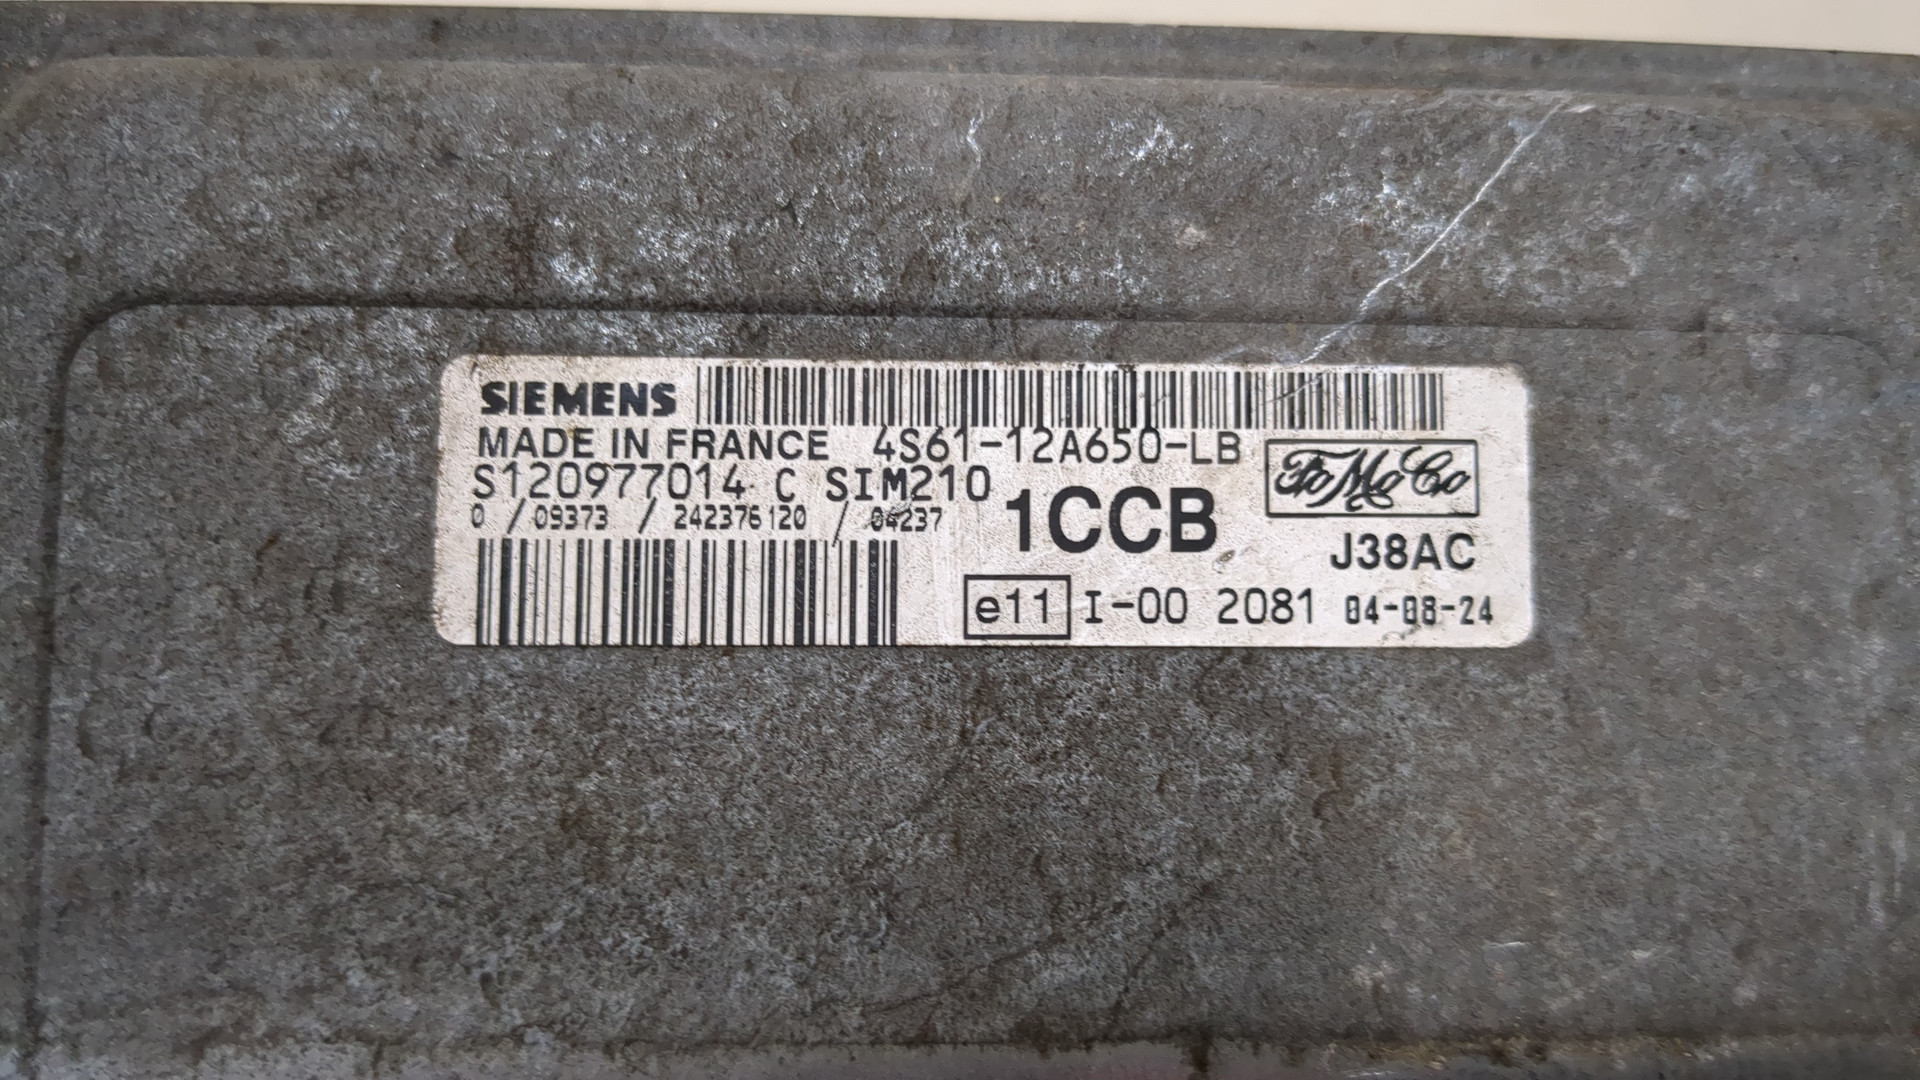 SIEMENS
MADE IN FRANCE 4S61-12A650-LB
S120977014 C SIM210
FoMoCo
0 / 09373 / 242376120 / 04237
1CCB
J38AC
e11 I-00 2081 04-08-24